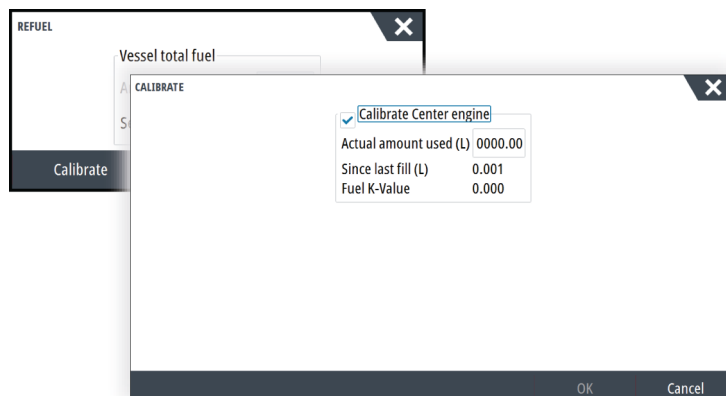 REFUEL
Vessel total fuel
Calibrate
CALIBRATE
Calibrate Center engine
Actual amount used (L) 0000.00
Since last fill (L) 0.001
Fuel K-Value 0.000
OK Cancel